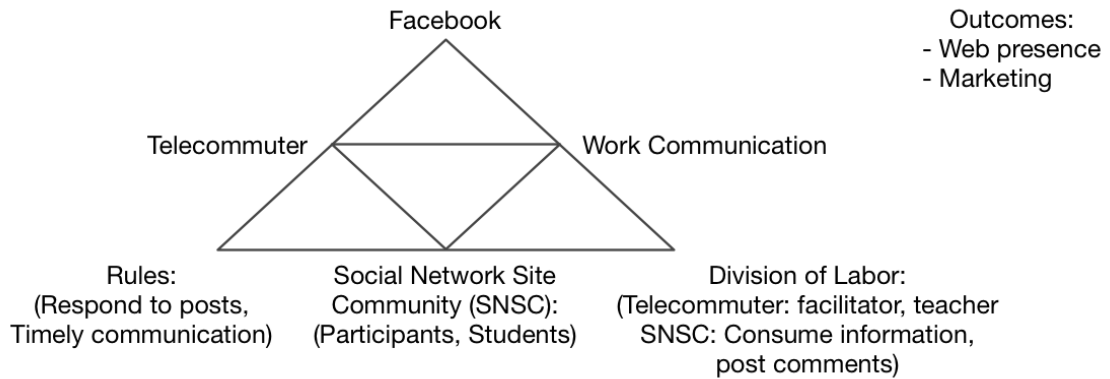 Facebook
Outcomes:
- Web presence
- Marketing
Telecommuter
Work Communication
Rules:
(Respond to posts,
Timely communication)
Social Network Site
Community (SNSC):
(Participants, Students)
Division of Labor:
(Telecommuter: facilitator, teacher
SNSC: Consume information,
post comments)